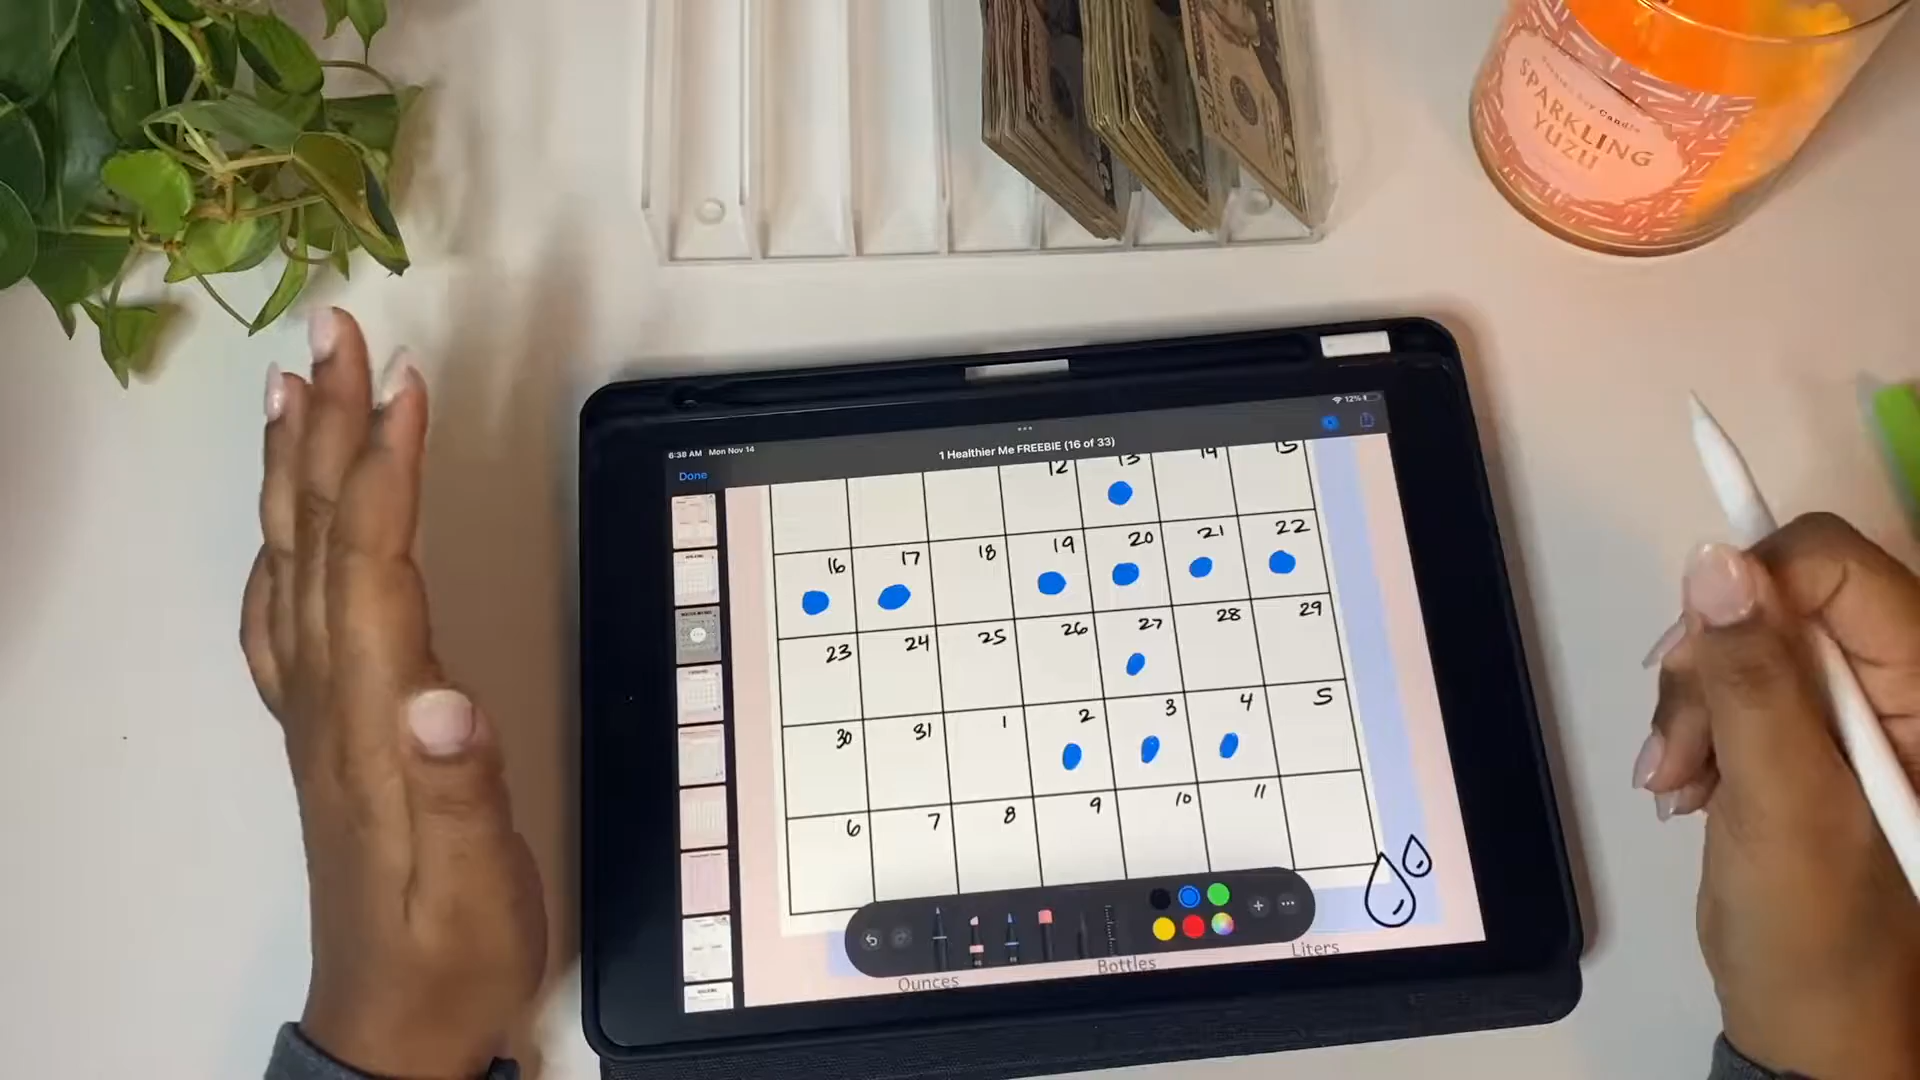 SPARKLING
YUZU
6:38 AM Mon Nov 14
12%
1 Healthier Me FREEBIE (16 of 33)
Done
12 13 14 15
16 17 18 19 20 21 22
23 24 25 26 27 28 29
30 31 1 2 3 4 5
6 7 8 9 10 11
Ounces Bottles Liters